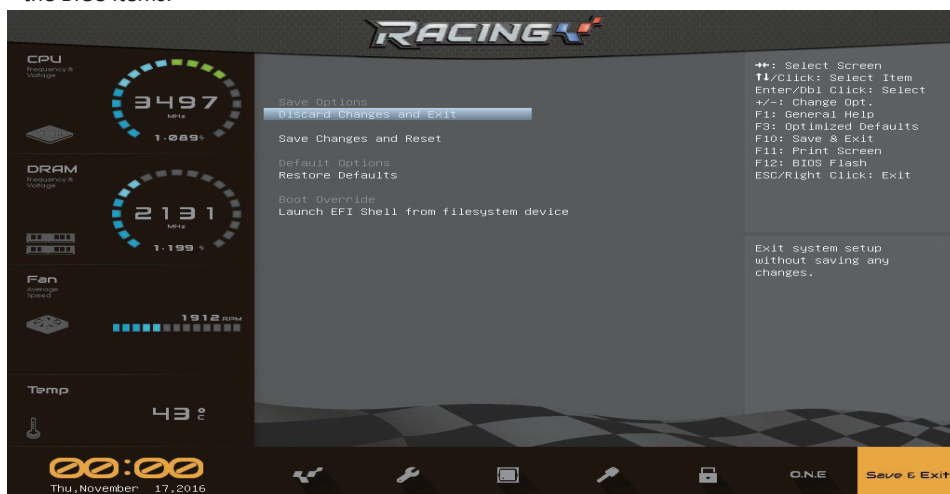 the BIOS items.
RACING
CPU
Frequency &
Voltage
3497
MHz
1.089
DRAM
Frequency &
Voltage
2131
MHz
1.199
Fan
Average
Speed
1912 RPM
Temp
43 °C
Save Options
Discard Changes and Exit
Save Changes and Reset
Default Options
Restore Defaults
Boot Override
Launch EFI Shell from filesystem device
→←: Select Screen
↑↓/Click: Select Item
Enter/Dbl Click: Select
+/-: Change Opt.
F1: General Help
F3: Optimized Defaults
F10: Save & Exit
F11: Print Screen
F12: BIOS Flash
ESC/Right Click: Exit
Exit system setup
without saving any
changes.
00:00
Thu,November 17,2016
O.N.E
Save & Exit